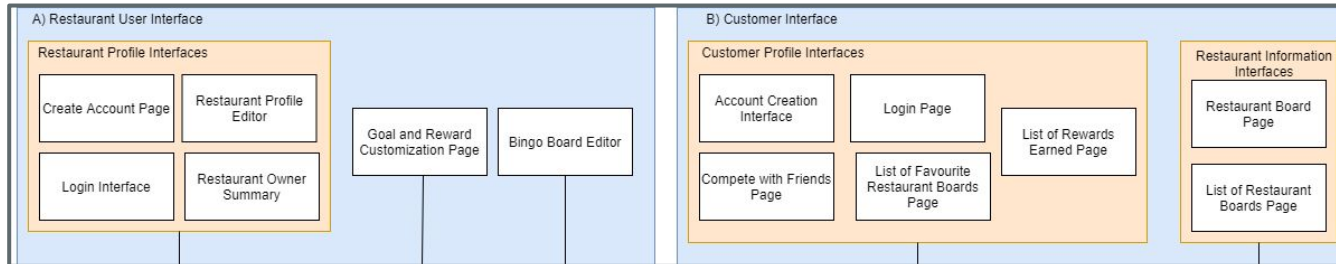 A) Restaurant User Interface
Restaurant Profile Interfaces
Create Account Page
Restaurant Profile
Editor
Login Interface
Restaurant Owner
Summary
Goal and Reward
Customization Page
Bingo Board Editor
B) Customer Interface
Customer Profile Interfaces
Account Creation
Interface
Login Page
List of Rewards
Earned Page
Compete with Friends
Page
List of Favourite
Restaurant Boards
Page
Restaurant Information
Interfaces
Restaurant Board
Page
List of Restaurant
Boards Page